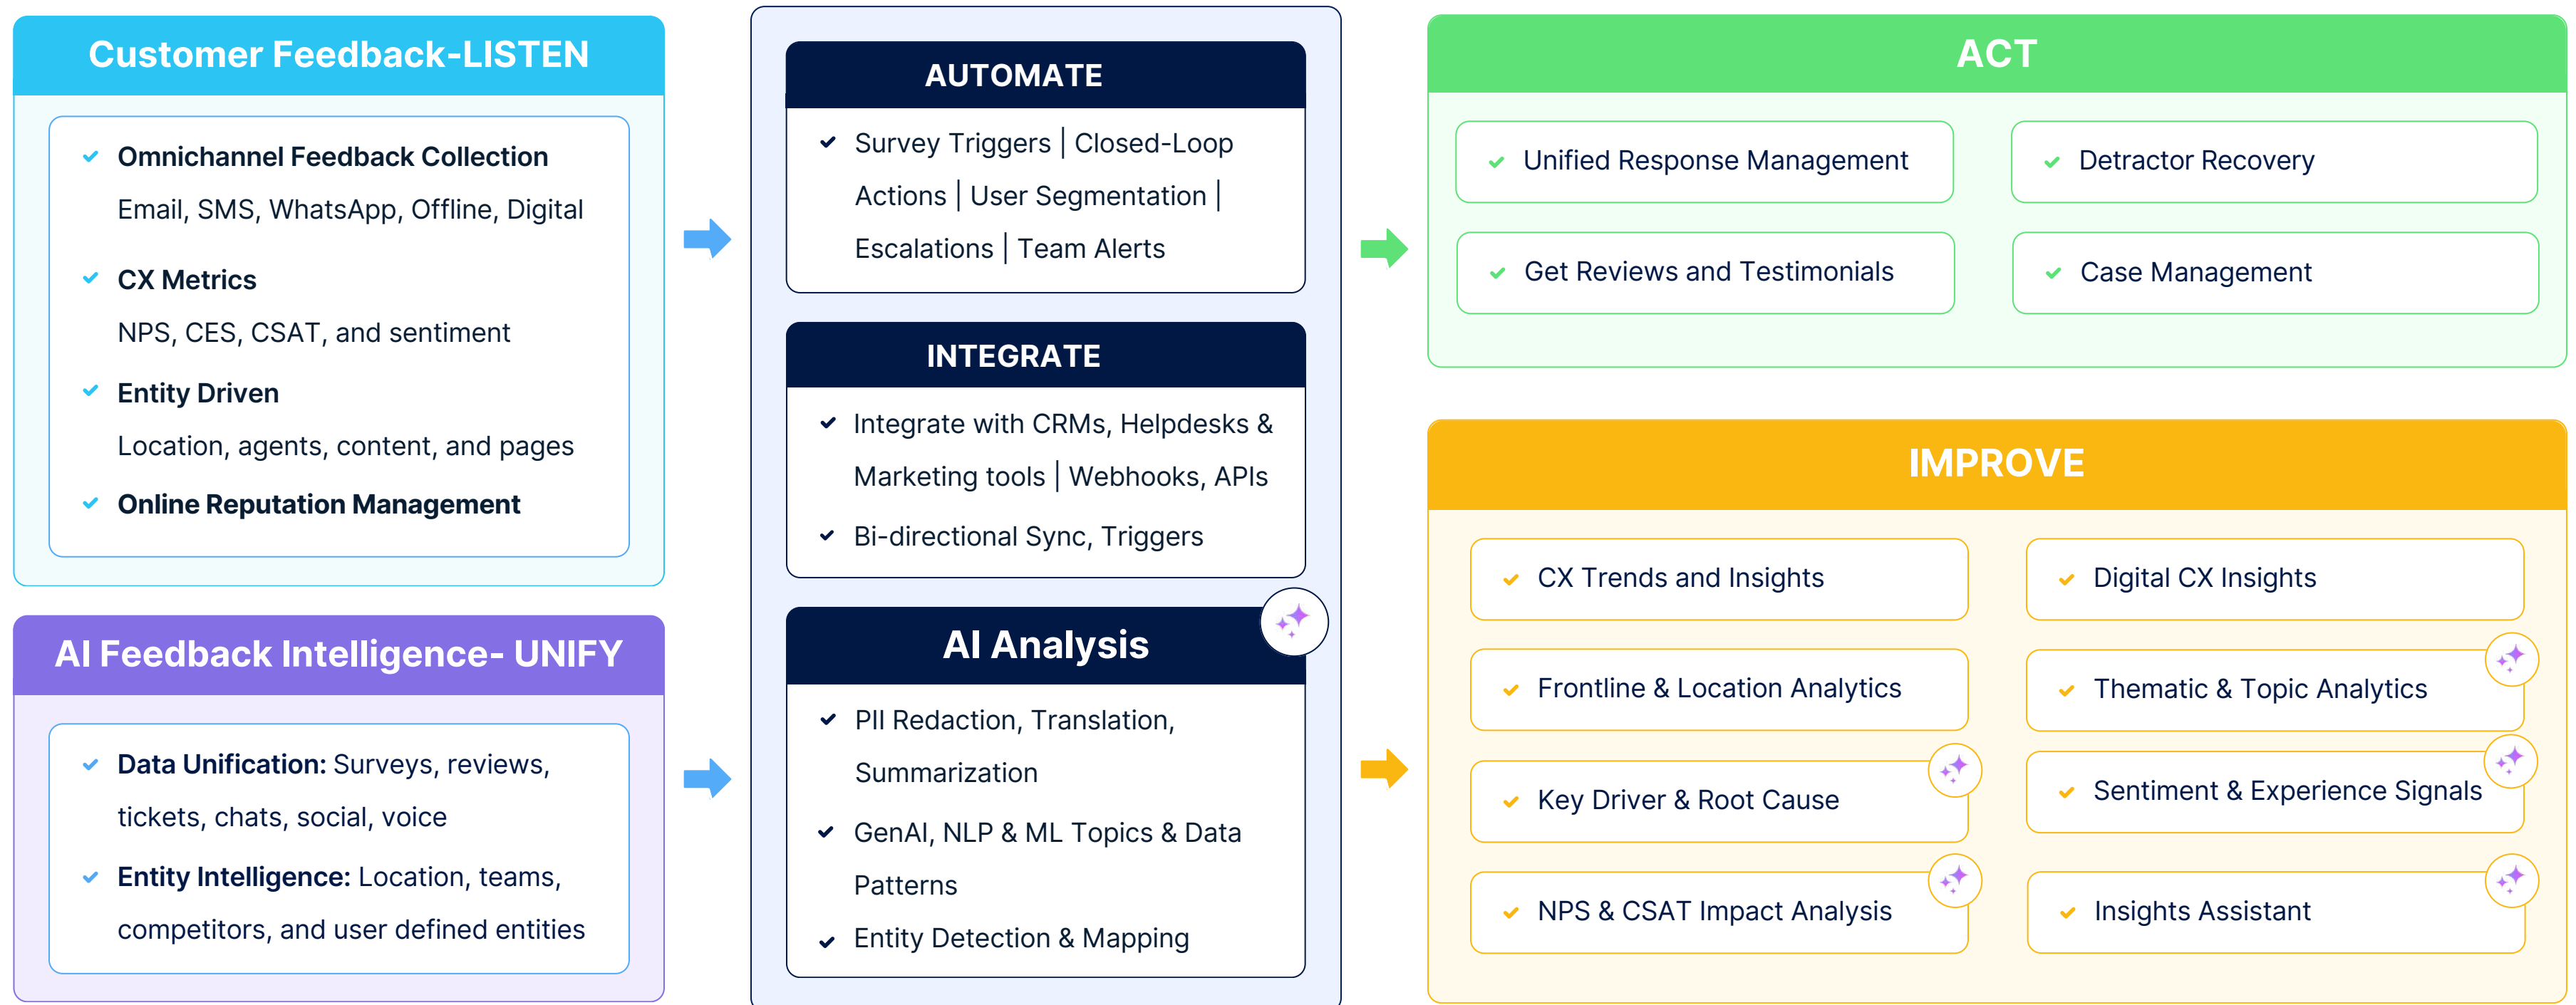 Customer Feedback-LISTEN
Omnichannel Feedback Collection
Email, SMS, WhatsApp, Offline, Digital
CX Metrics
NPS, CES, CSAT, and sentiment
Entity Driven
Location, agents, content, and pages
Online Reputation Management
AI Feedback Intelligence- UNIFY
Data Unification: Surveys, reviews,
tickets, chats, social, voice
Entity Intelligence: Location, teams,
competitors, and user defined entities
AUTOMATE
Survey Triggers | Closed-Loop
Actions | User Segmentation |
Escalations | Team Alerts
INTEGRATE
Integrate with CRMs, Helpdesks &
Marketing tools | Webhooks, APIs
Bi-directional Sync, Triggers
AI Analysis
PII Redaction, Translation,
Summarization
GenAI, NLP & ML Topics & Data
Patterns
Entity Detection & Mapping
ACT
Unified Response Management
Detractor Recovery
Get Reviews and Testimonials
Case Management
IMPROVE
CX Trends and Insights
Digital CX Insights
Frontline & Location Analytics
Thematic & Topic Analytics
Key Driver & Root Cause
Sentiment & Experience Signals
NPS & CSAT Impact Analysis
Insights Assistant